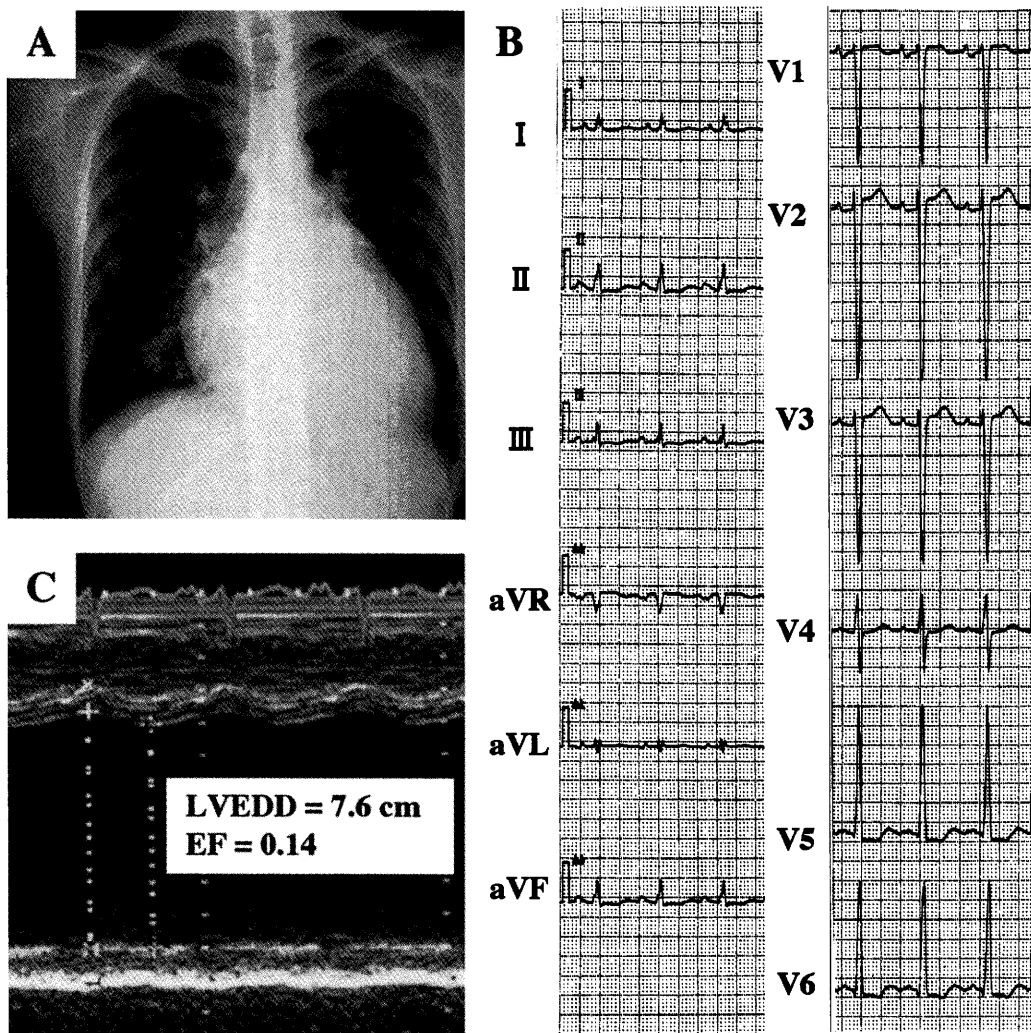 A
B
I
II
III
aVR
aVL
aVF
V1
V2
V3
V4
V5
V6
C
LVEDD = 7.6 cm
EF = 0.14